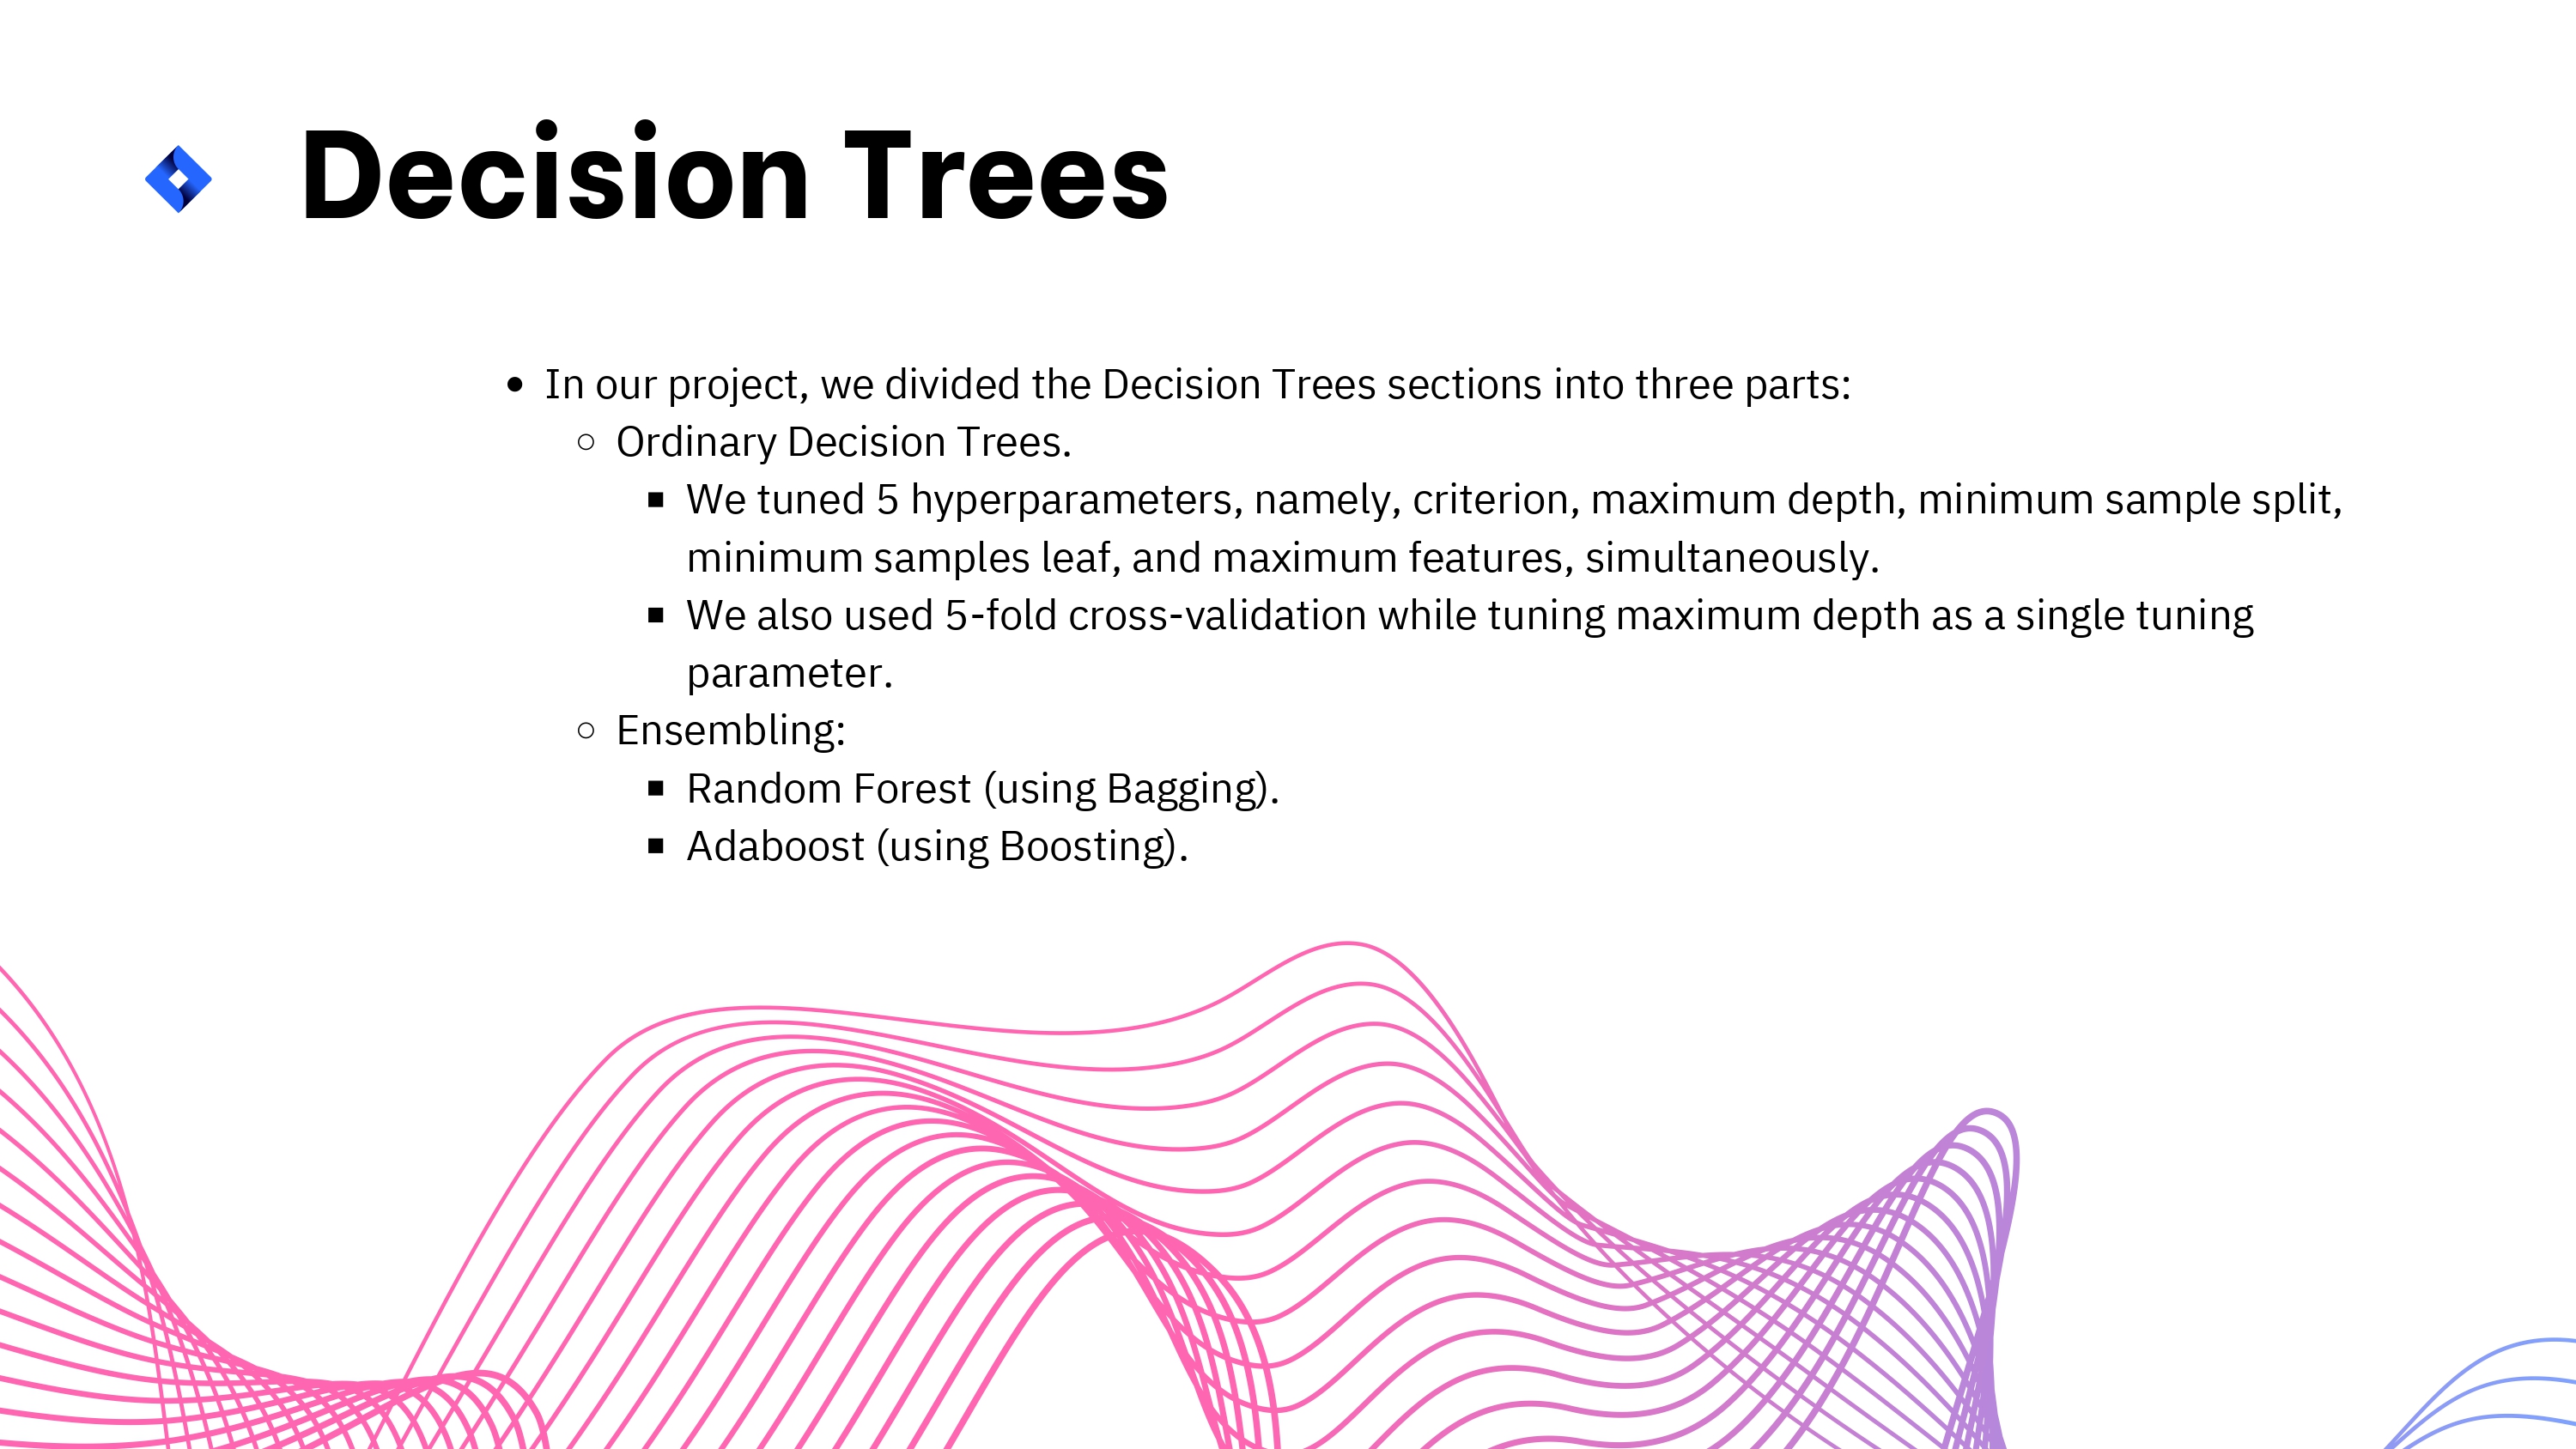 Decision Trees
• In our project, we divided the Decision Trees sections into three parts:
○ Ordinary Decision Trees.
■ We tuned 5 hyperparameters, namely, criterion, maximum depth, minimum sample split,
minimum samples leaf, and maximum features, simultaneously.
■ We also used 5-fold cross-validation while tuning maximum depth as a single tuning
parameter.
○ Ensembling:
■ Random Forest (using Bagging).
■ Adaboost (using Boosting).